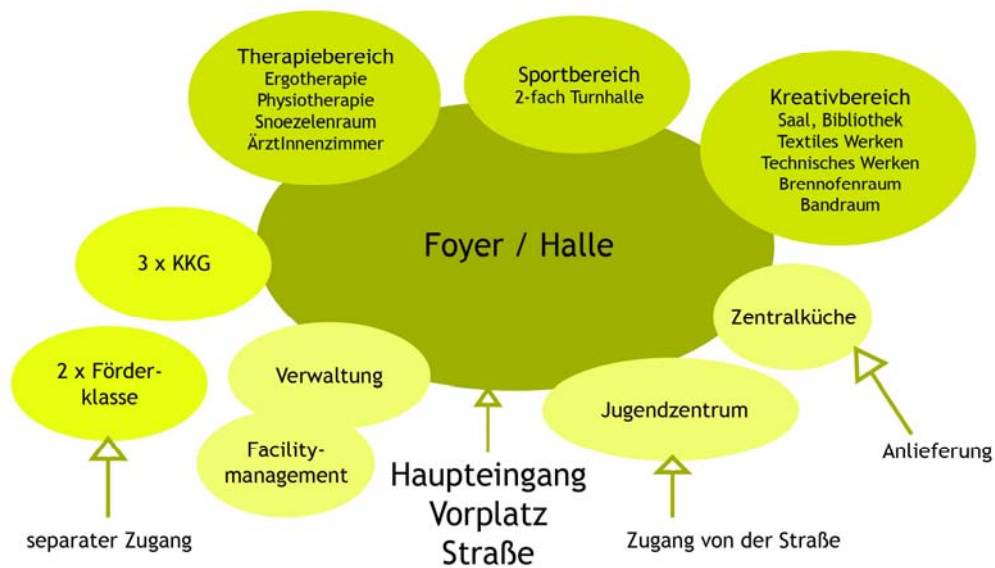 Therapiebereich
Ergotherapie
Physiotherapie
Snoezelenraum
ÄrztInnenzimmer
Sportbereich
2-fach Turnhalle
Kreativbereich
Saal, Bibliothek
Textiles Werken
Technisches Werken
Brennofenraum
Bandraum
Foyer / Halle
3 x KKG
Zentralküche
2 x Förder-
klasse
Verwaltung
Jugendzentrum
Facility-
management
Anlieferung
Haupteingang
Vorplatz
Straße
separater Zugang
Zugang von der Straße